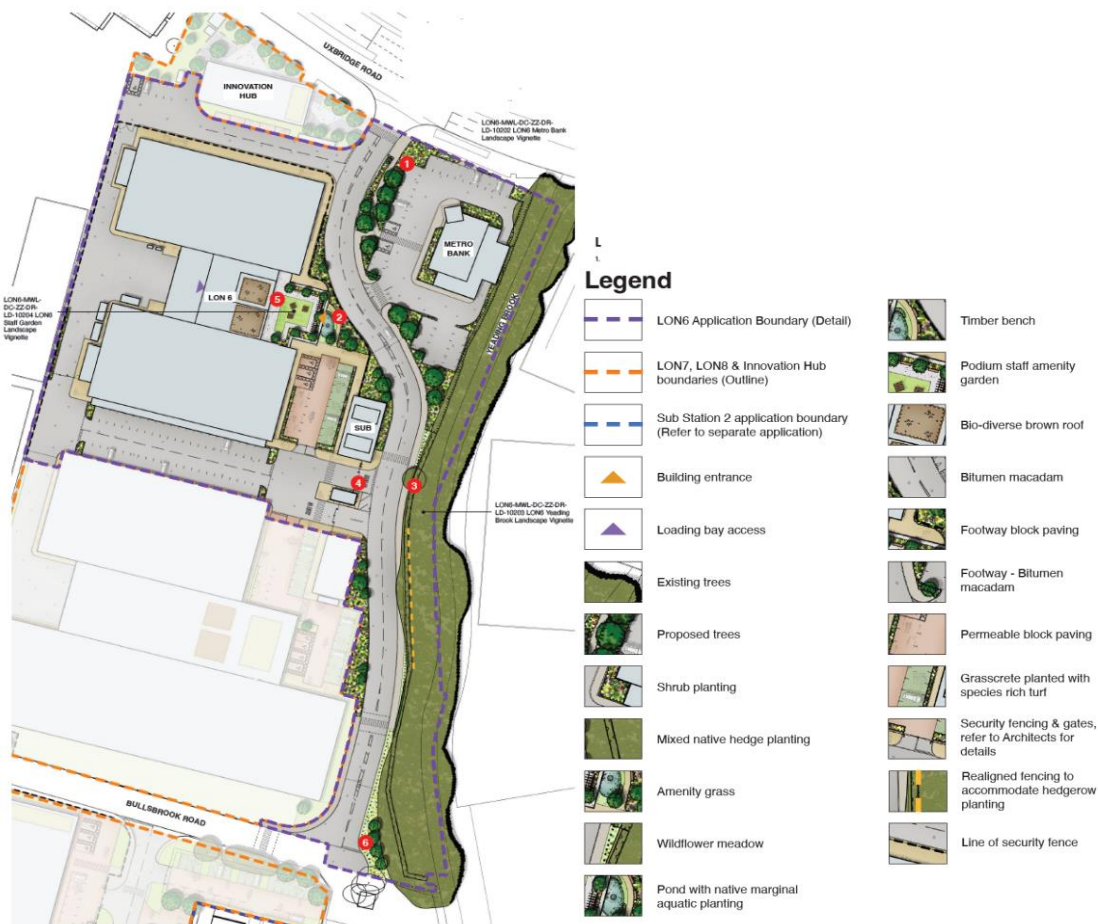 UXBRIDGE ROAD
INNOVATION
HUB
LON6-MWL-DC-ZZ-DR-
LD-10202 LON6 Metro Bank
Landscape Vignette
1
METRO
BANK
YEADING BROOK
LON 6
5
2
LON6-MWL-
DC-ZZ-DR-
LD-10204 LON6
Staff Garden
Landscape
Vignette
SUB
4
3
LON6-MWL-DC-ZZ-DR-
LD-10203 LON6 Yeading
Brook Landscape Vignette
BULLSBROOK ROAD
6
L
1.
Legend
LON6 Application Boundary (Detail)
LON7, LON8 & Innovation Hub
boundaries (Outline)
Sub Station 2 application boundary
(Refer to separate application)
Building entrance
Loading bay access
Existing trees
Proposed trees
Shrub planting
Mixed native hedge planting
Amenity grass
Wildflower meadow
Pond with native marginal
aquatic planting
Timber bench
Podium staff amenity
garden
Bio-diverse brown roof
Bitumen macadam
Footway block paving
Footway - Bitumen
macadam
Permeable block paving
Grasscrete planted with
species rich turf
Security fencing & gates,
refer to Architects for
details
Realigned fencing to
accommodate hedgerow
planting
Line of security fence